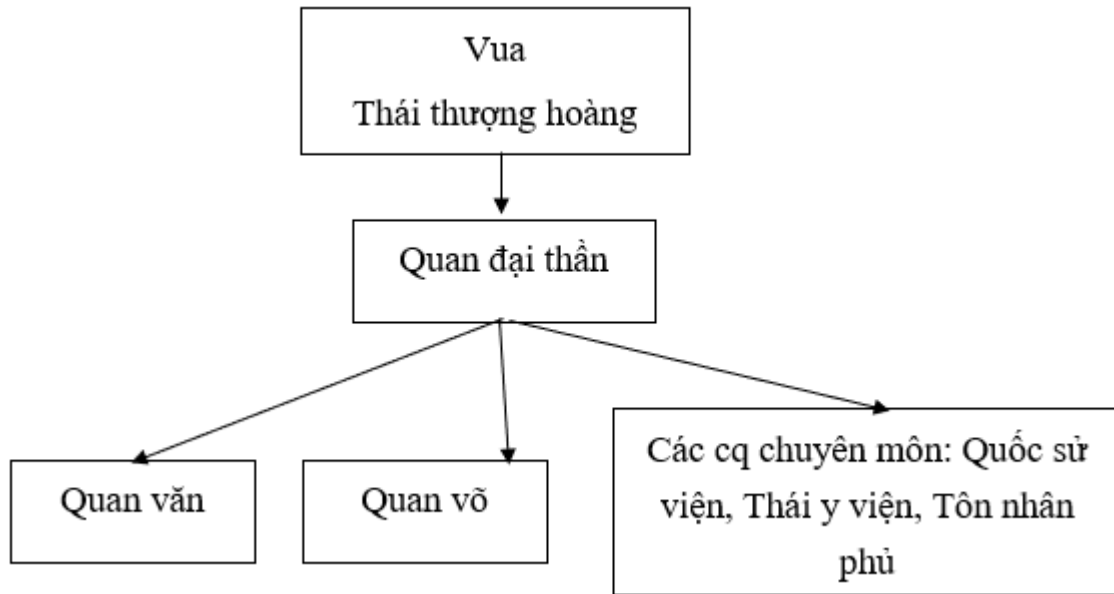 Vua
Thái thượng hoàng
Quan đại thần
Quan văn
Quan võ
Các cq chuyên môn: Quốc sử
viện, Thái y viện, Tôn nhân
phủ